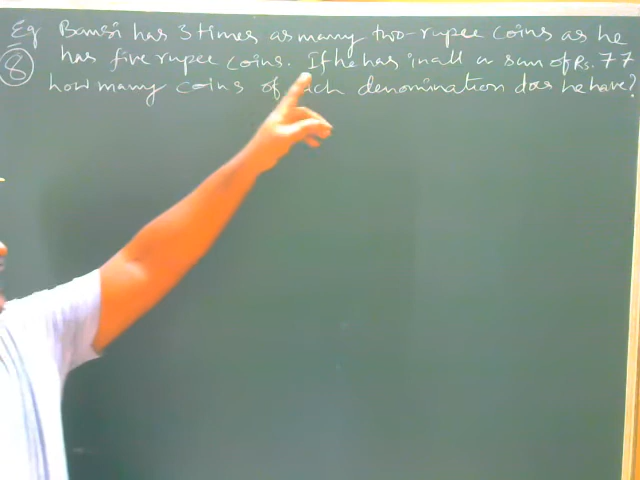 Eg Bansi has 3 times as many two-rupee coins as he
8 has five rupee coins. If he has in all a sum of Rs. 77
how many coins of each denomination does he have?